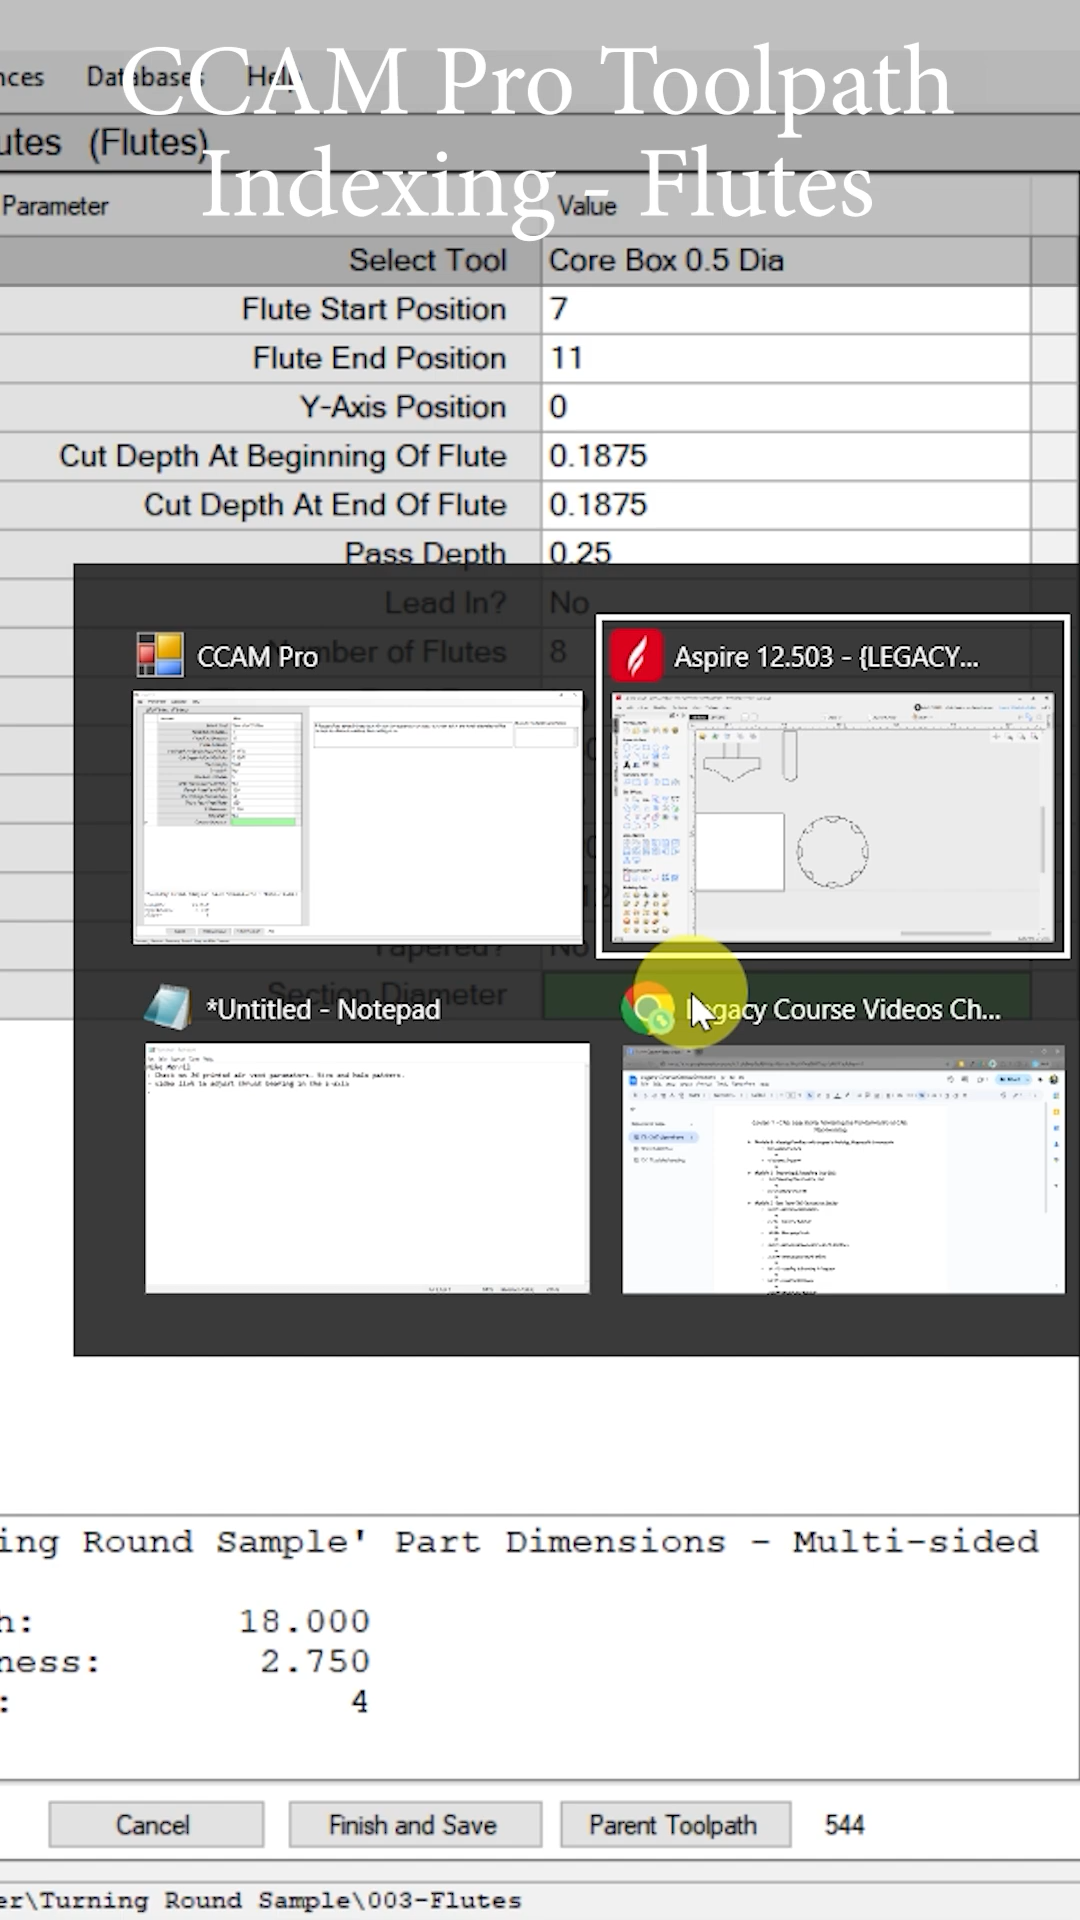 CCAM Pro Toolpath
Indexing - Flutes
nces Databases Help
utes (Flutes)
Parameter Value
Select Tool Core Box 0.5 Dia
Flute Start Position 7
Flute End Position 11
Y-Axis Position 0
Cut Depth At Beginning Of Flute 0.1875
Cut Depth At End Of Flute 0.1875
Pass Depth 0.25
Lead In? No
Number of Flutes 8
CCAM Pro
Aspire 12.503 - {LEGACY...
Tapered? No
Section Diameter
*Untitled - Notepad
Legacy Course Videos Ch...
ing Round Sample' Part Dimensions - Multi-sided
h: 18.000
ness: 2.750
: 4
Cancel Finish and Save Parent Toolpath 544
er\Turning Round Sample\003-Flutes